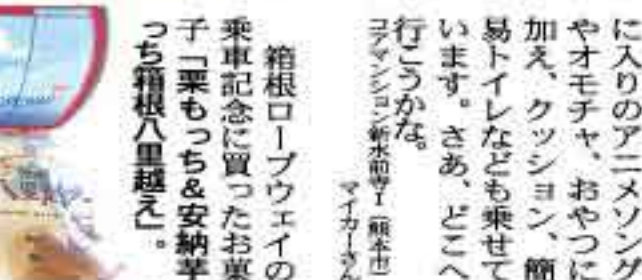 に入りのアニメソング
やオモチャ、おやつに
加え、クッション、簡
易トイレなども乗せて
います。さあ、どこへ
行こうかな。
コアマンション新水前寺Ⅰ（熊本市）
マイカーさん
箱根ロープウェイの
乗車記念に買ったお菓
子「栗もっち&安納芋
っち箱根八里越え」。